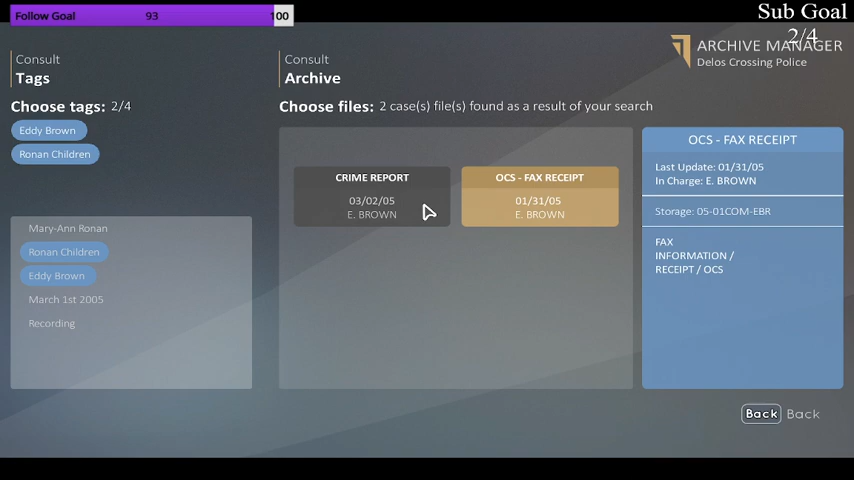 Follow Goal 93 100
Sub Goal
2/4
ARCHIVE MANAGER
Delos Crossing Police
Consult
Tags
Choose tags: 2/4
Eddy Brown
Ronan Children
Mary-Ann Ronan
Ronan Children
Eddy Brown
March 1st 2005
Recording
Consult
Archive
Choose files: 2 case(s) file(s) found as a result of your search
CRIME REPORT
03/02/05
E. BROWN
OCS - FAX RECEIPT
01/31/05
E. BROWN
OCS - FAX RECEIPT
Last Update: 01/31/05
In Charge: E. BROWN
Storage: 05-01COM-EBR
FAX
INFORMATION /
RECEIPT / OCS
Back Back